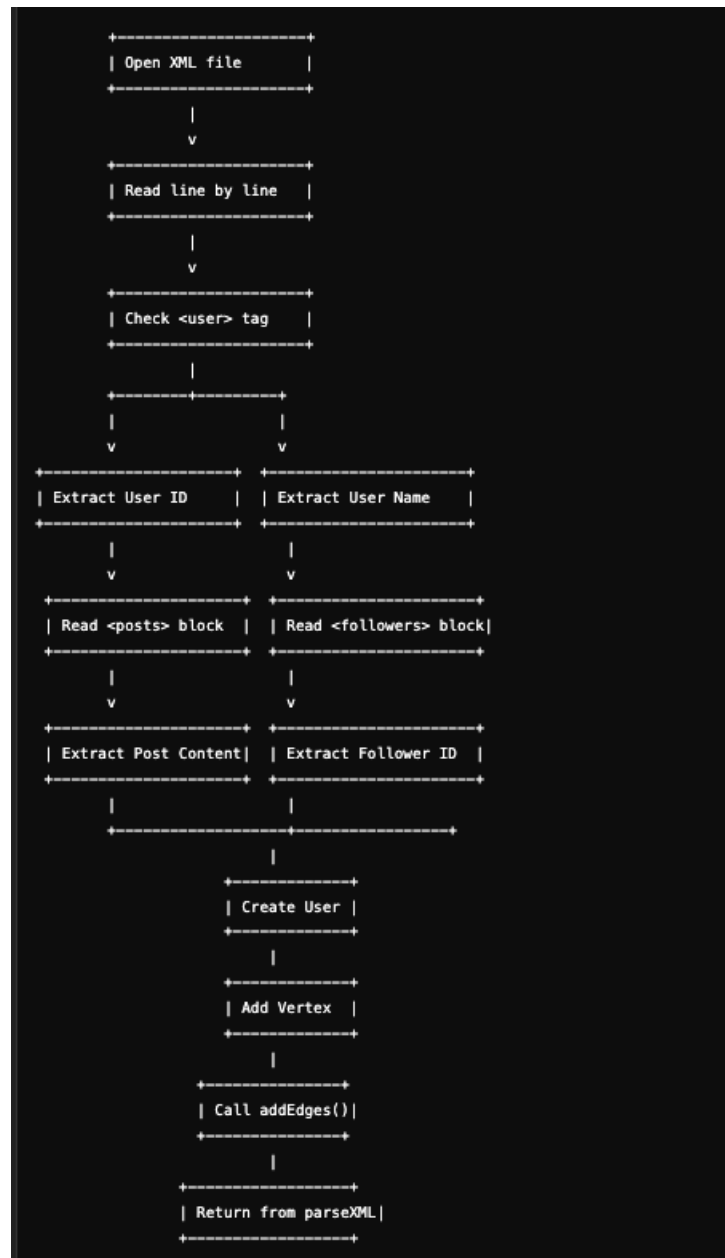 Open XML file
Read line by line
Check <user> tag
Extract User ID
Extract User Name
Read <posts> block
Read <followers> block
Extract Post Content
Extract Follower ID
Create User
Add Vertex
Call addEdges()
Return from parseXML